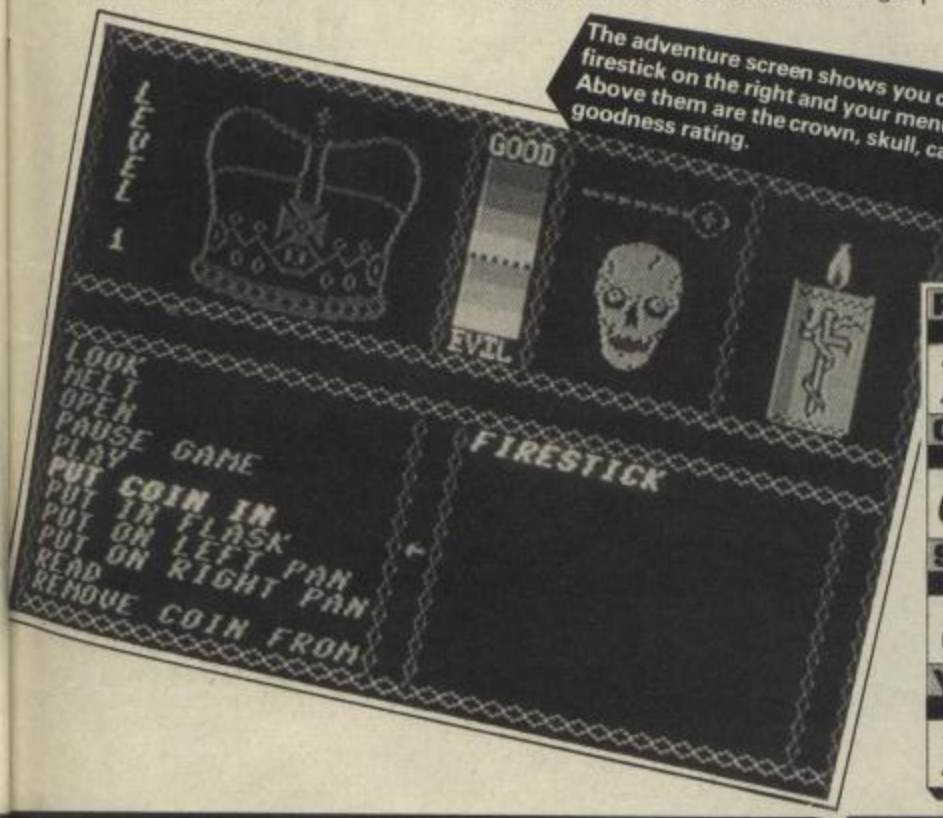 The adventure screen shows you
firestick on the right and your
Above them are the crown, skull,
goodness rating.
LEVEL 1
GOOD
EVIL
LOOK
MELT
OPEN
PAUSE GAME
PLAY
PUT COIN IN
PUT IN FLASK
PUT ON LEFT PAN
PUT ON RIGHT PAN
READ
REMOVE COIN FROM
FIRESTICK